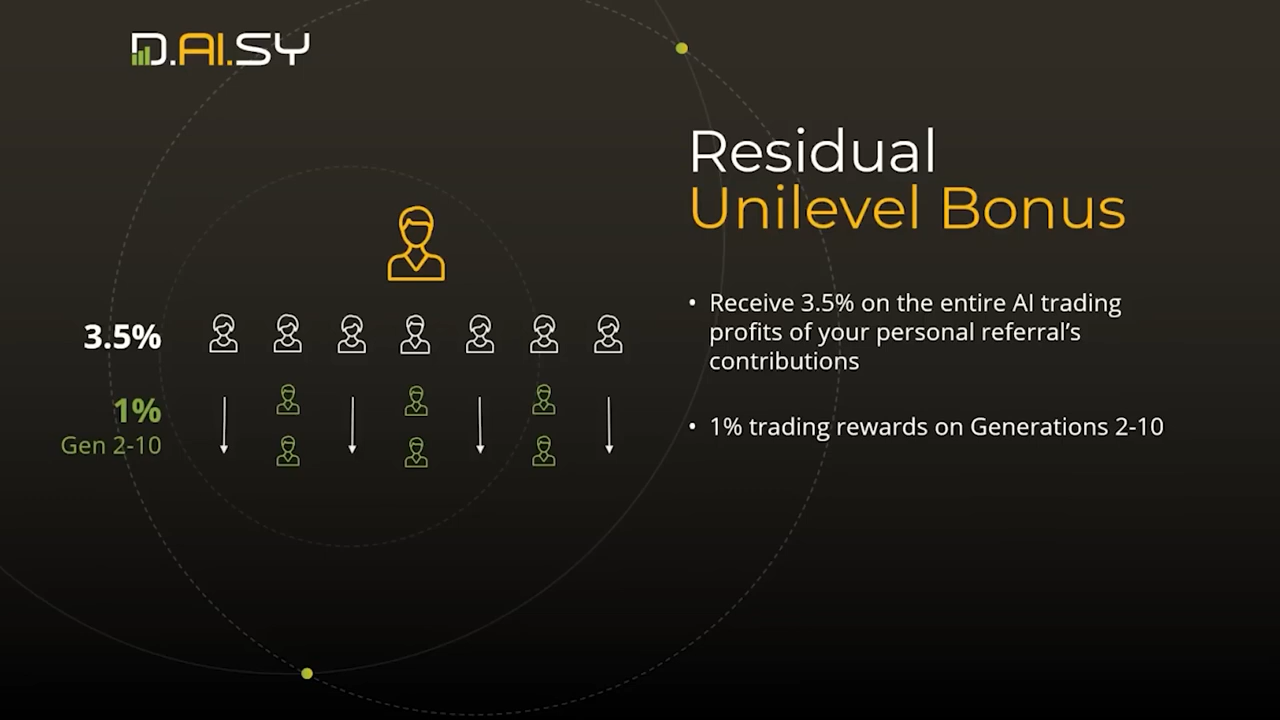 D.AI.SY
Residual
Unilevel Bonus
3.5%
1%
Gen 2-10
• Receive 3.5% on the entire AI trading
profits of your personal referral's
contributions
• 1% trading rewards on Generations 2-10